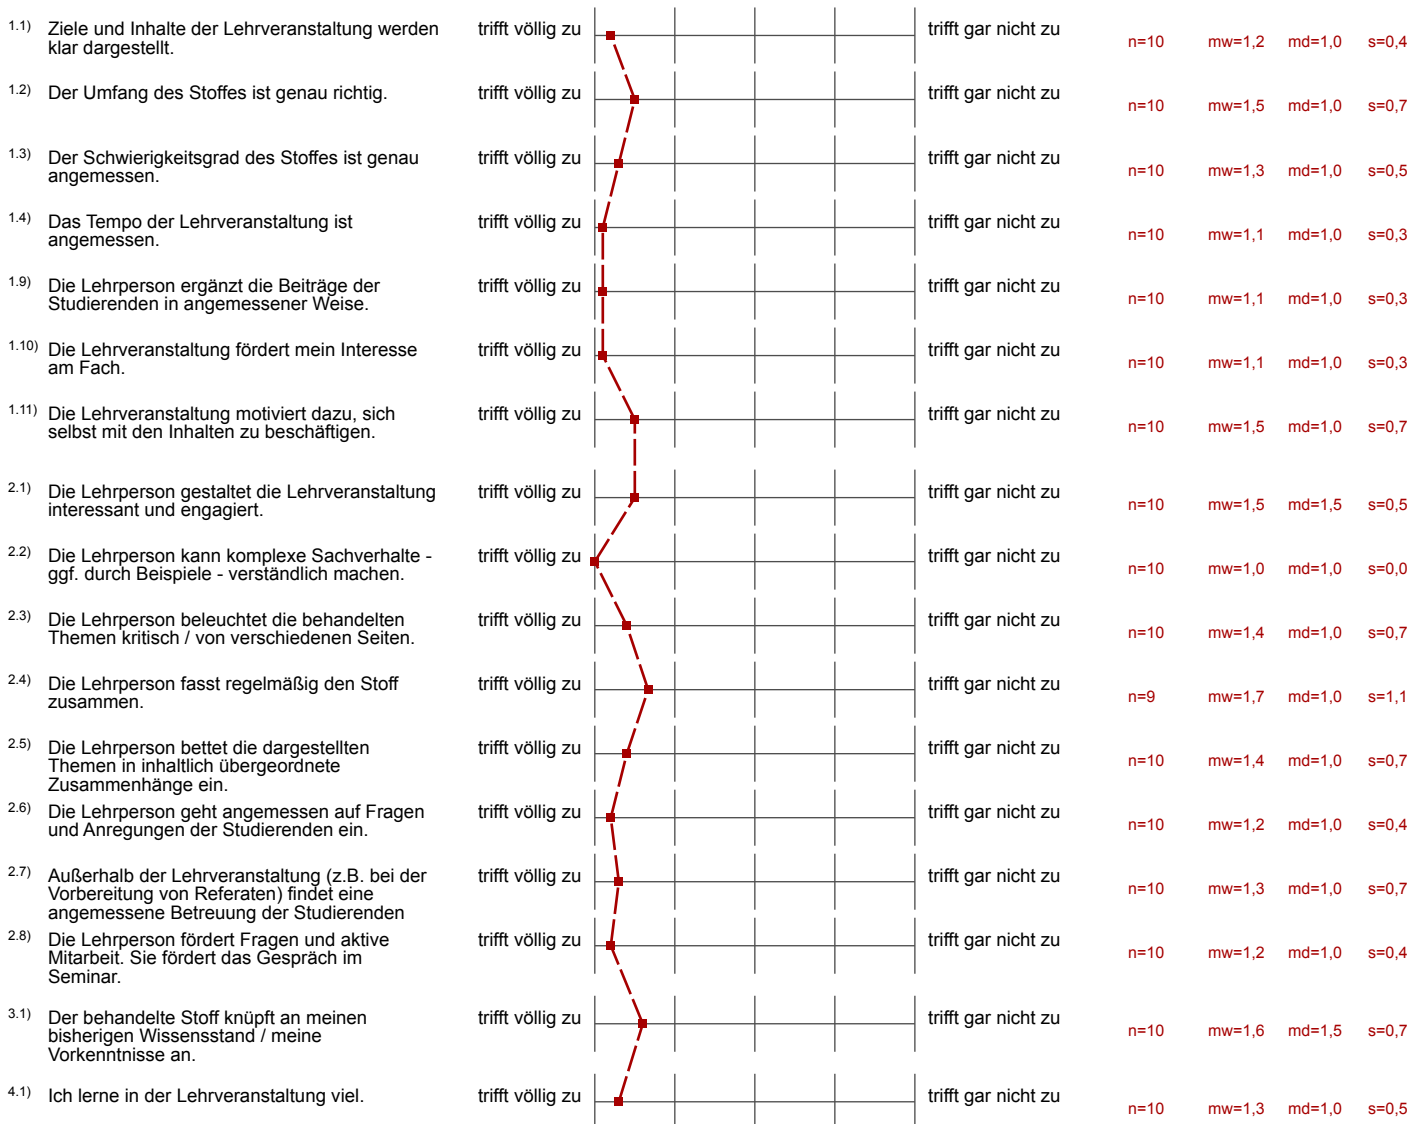 1.1) Ziele und Inhalte der Lehrveranstaltung werden klar dargestellt. trifft völlig zu trifft gar nicht zu n=10 mw=1,2 md=1,0 s=0,4
1.2) Der Umfang des Stoffes ist genau richtig. trifft völlig zu trifft gar nicht zu n=10 mw=1,5 md=1,0 s=0,7
1.3) Der Schwierigkeitsgrad des Stoffes ist genau angemessen. trifft völlig zu trifft gar nicht zu n=10 mw=1,3 md=1,0 s=0,5
1.4) Das Tempo der Lehrveranstaltung ist angemessen. trifft völlig zu trifft gar nicht zu n=10 mw=1,1 md=1,0 s=0,3
1.9) Die Lehrperson ergänzt die Beiträge der Studierenden in angemessener Weise. trifft völlig zu trifft gar nicht zu n=10 mw=1,1 md=1,0 s=0,3
1.10) Die Lehrveranstaltung fördert mein Interesse am Fach. trifft völlig zu trifft gar nicht zu n=10 mw=1,1 md=1,0 s=0,3
1.11) Die Lehrveranstaltung motiviert dazu, sich selbst mit den Inhalten zu beschäftigen. trifft völlig zu trifft gar nicht zu n=10 mw=1,5 md=1,0 s=0,7
2.1) Die Lehrperson gestaltet die Lehrveranstaltung interessant und engagiert. trifft völlig zu trifft gar nicht zu n=10 mw=1,5 md=1,5 s=0,5
2.2) Die Lehrperson kann komplexe Sachverhalte - ggf. durch Beispiele - verständlich machen. trifft völlig zu trifft gar nicht zu n=10 mw=1,0 md=1,0 s=0,0
2.3) Die Lehrperson beleuchtet die behandelten Themen kritisch / von verschiedenen Seiten. trifft völlig zu trifft gar nicht zu n=10 mw=1,4 md=1,0 s=0,7
2.4) Die Lehrperson fasst regelmäßig den Stoff zusammen. trifft völlig zu trifft gar nicht zu n=9 mw=1,7 md=1,0 s=1,1
2.5) Die Lehrperson bettet die dargestellten Themen in inhaltlich übergeordnete Zusammenhänge ein. trifft völlig zu trifft gar nicht zu n=10 mw=1,4 md=1,0 s=0,7
2.6) Die Lehrperson geht angemessen auf Fragen und Anregungen der Studierenden ein. trifft völlig zu trifft gar nicht zu n=10 mw=1,2 md=1,0 s=0,4
2.7) Außerhalb der Lehrveranstaltung (z.B. bei der Vorbereitung von Referaten) findet eine angemessene Betreuung der Studierenden trifft völlig zu trifft gar nicht zu n=10 mw=1,3 md=1,0 s=0,7
2.8) Die Lehrperson fördert Fragen und aktive Mitarbeit. Sie fördert das Gespräch im Seminar. trifft völlig zu trifft gar nicht zu n=10 mw=1,2 md=1,0 s=0,4
3.1) Der behandelte Stoff knüpft an meinen bisherigen Wissensstand / meine Vorkenntnisse an. trifft völlig zu trifft gar nicht zu n=10 mw=1,6 md=1,5 s=0,7
4.1) Ich lerne in der Lehrveranstaltung viel. trifft völlig zu trifft gar nicht zu n=10 mw=1,3 md=1,0 s=0,5